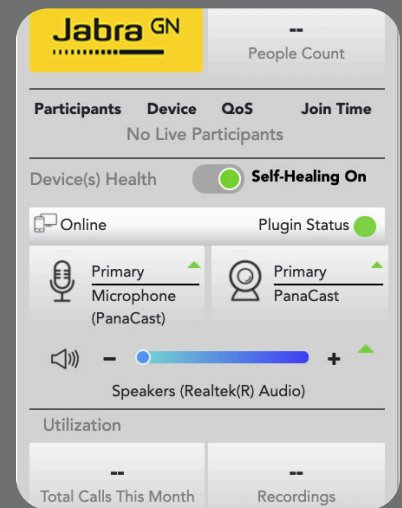 Jabra GN
--
People Count
Participants Device QoS Join Time
No Live Participants
Device(s) Health
Self-Healing On
Online
Plugin Status
Primary
Microphone
(PanaCast)
Primary
PanaCast
- +
Speakers (Realtek(R) Audio)
Utilization
--
Total Calls This Month
--
Recordings